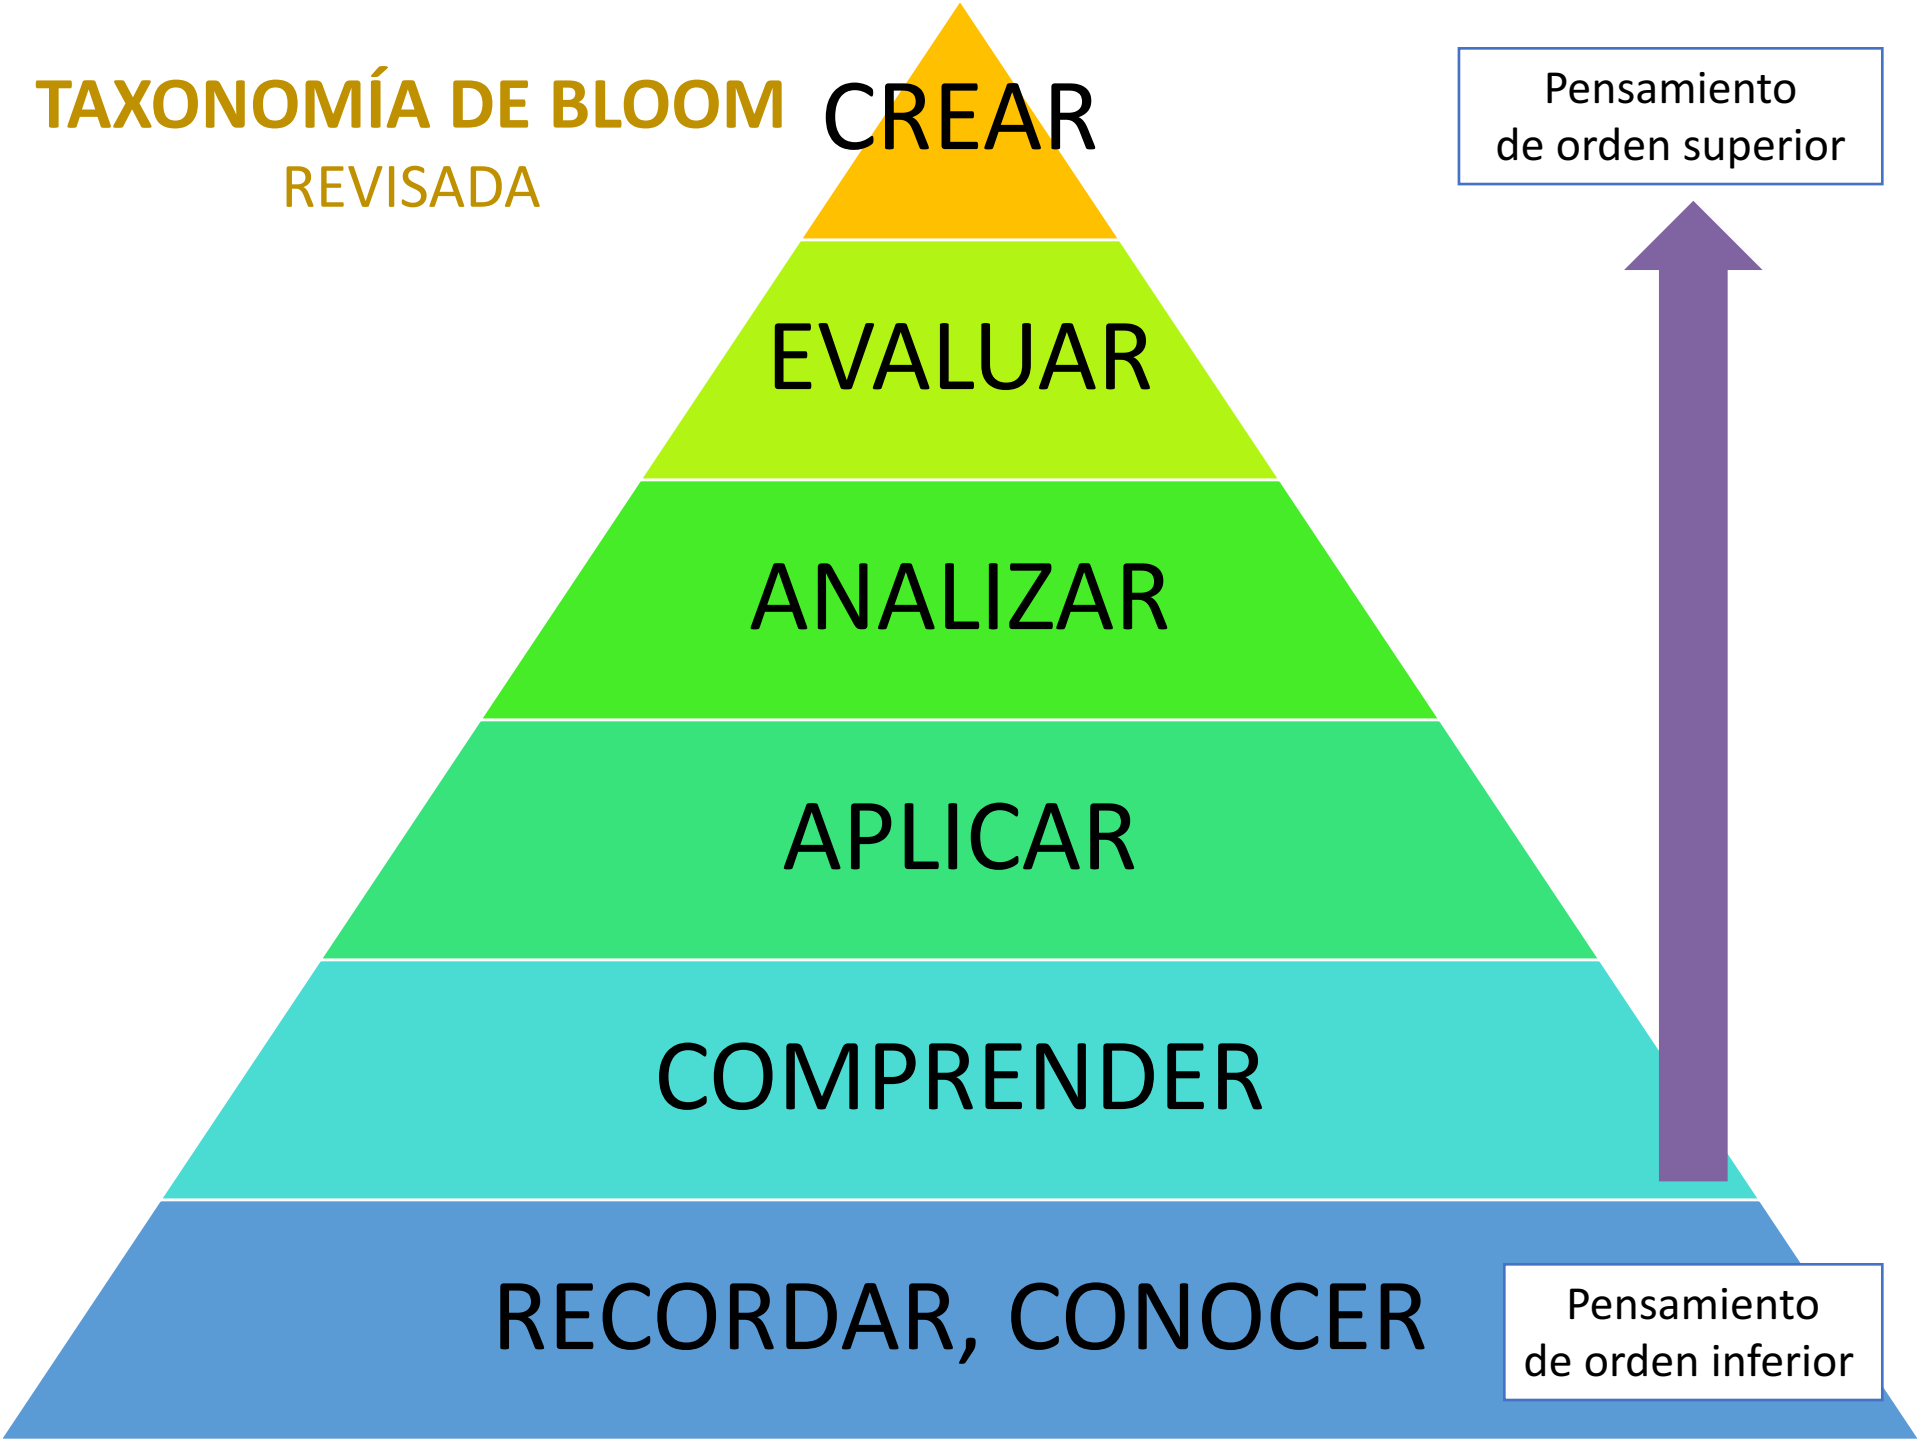 TAXONOMÍA DE BLOOM
REVISADA
CREAR
Pensamiento
de orden superior
EVALUAR
ANALIZAR
APLICAR
COMPRENDER
RECORDAR, CONOCER
Pensamiento
de orden inferior